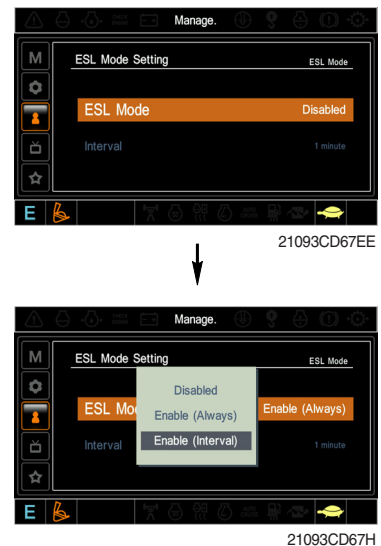 Manage.
M
ESL Mode Setting
ESL Mode
ESL Mode
Disabled
Interval
1 minute
E
21093CD67EE
Manage.
M
ESL Mode Setting
ESL Mode
Disabled
ESL Mo
Enable (Always)
Enable (Always)
Interval
Enable (Interval)
1 minute
E
21093CD67H